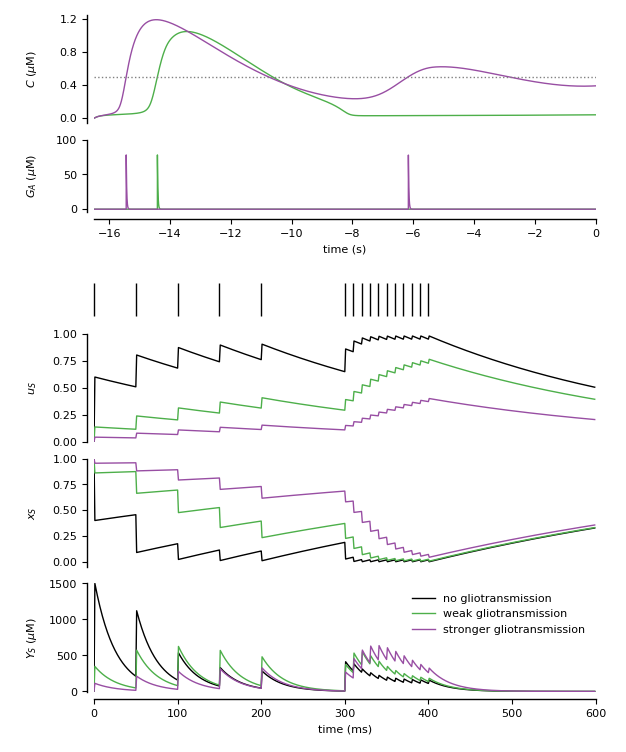 1.2
0.8
0.4
0.0
C (μM)
100
50
0
G_A (μM)
−16 −14 −12 −10 −8 −6 −4 −2 0
time (s)
1.00
0.75
0.50
0.25
0.00
u_S
1.00
0.75
0.50
0.25
0.00
x_S
1500
1000
500
0
Y_S (μM)
no gliotransmission
weak gliotransmission
stronger gliotransmission
0 100 200 300 400 500 600
time (ms)